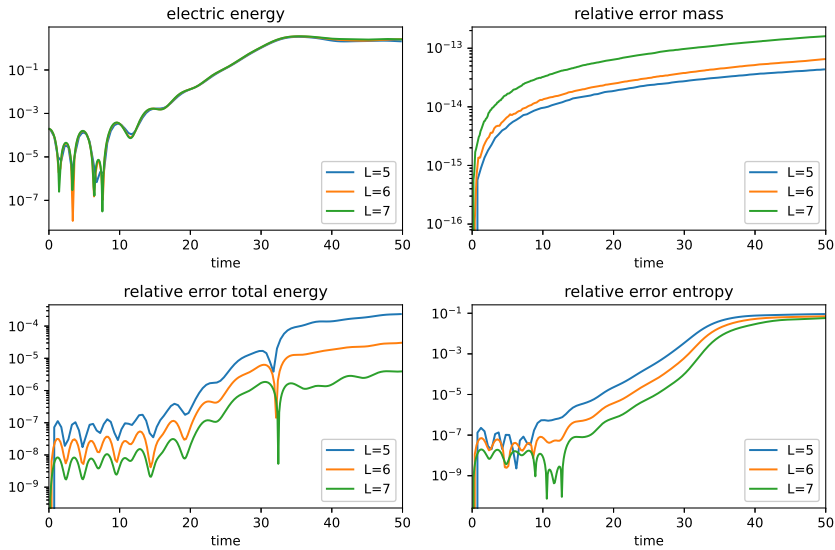 electric energy
10⁻¹
10⁻³
10⁻⁵
10⁻⁷
L=5
L=6
L=7
0 10 20 30 40 50
time
relative error mass
10⁻¹³
10⁻¹⁴
10⁻¹⁵
10⁻¹⁶
L=5
L=6
L=7
0 10 20 30 40 50
time
relative error total energy
10⁻⁴
10⁻⁵
10⁻⁶
10⁻⁷
10⁻⁸
10⁻⁹
L=5
L=6
L=7
0 10 20 30 40 50
time
relative error entropy
10⁻¹
10⁻³
10⁻⁵
10⁻⁷
10⁻⁹
L=5
L=6
L=7
0 10 20 30 40 50
time